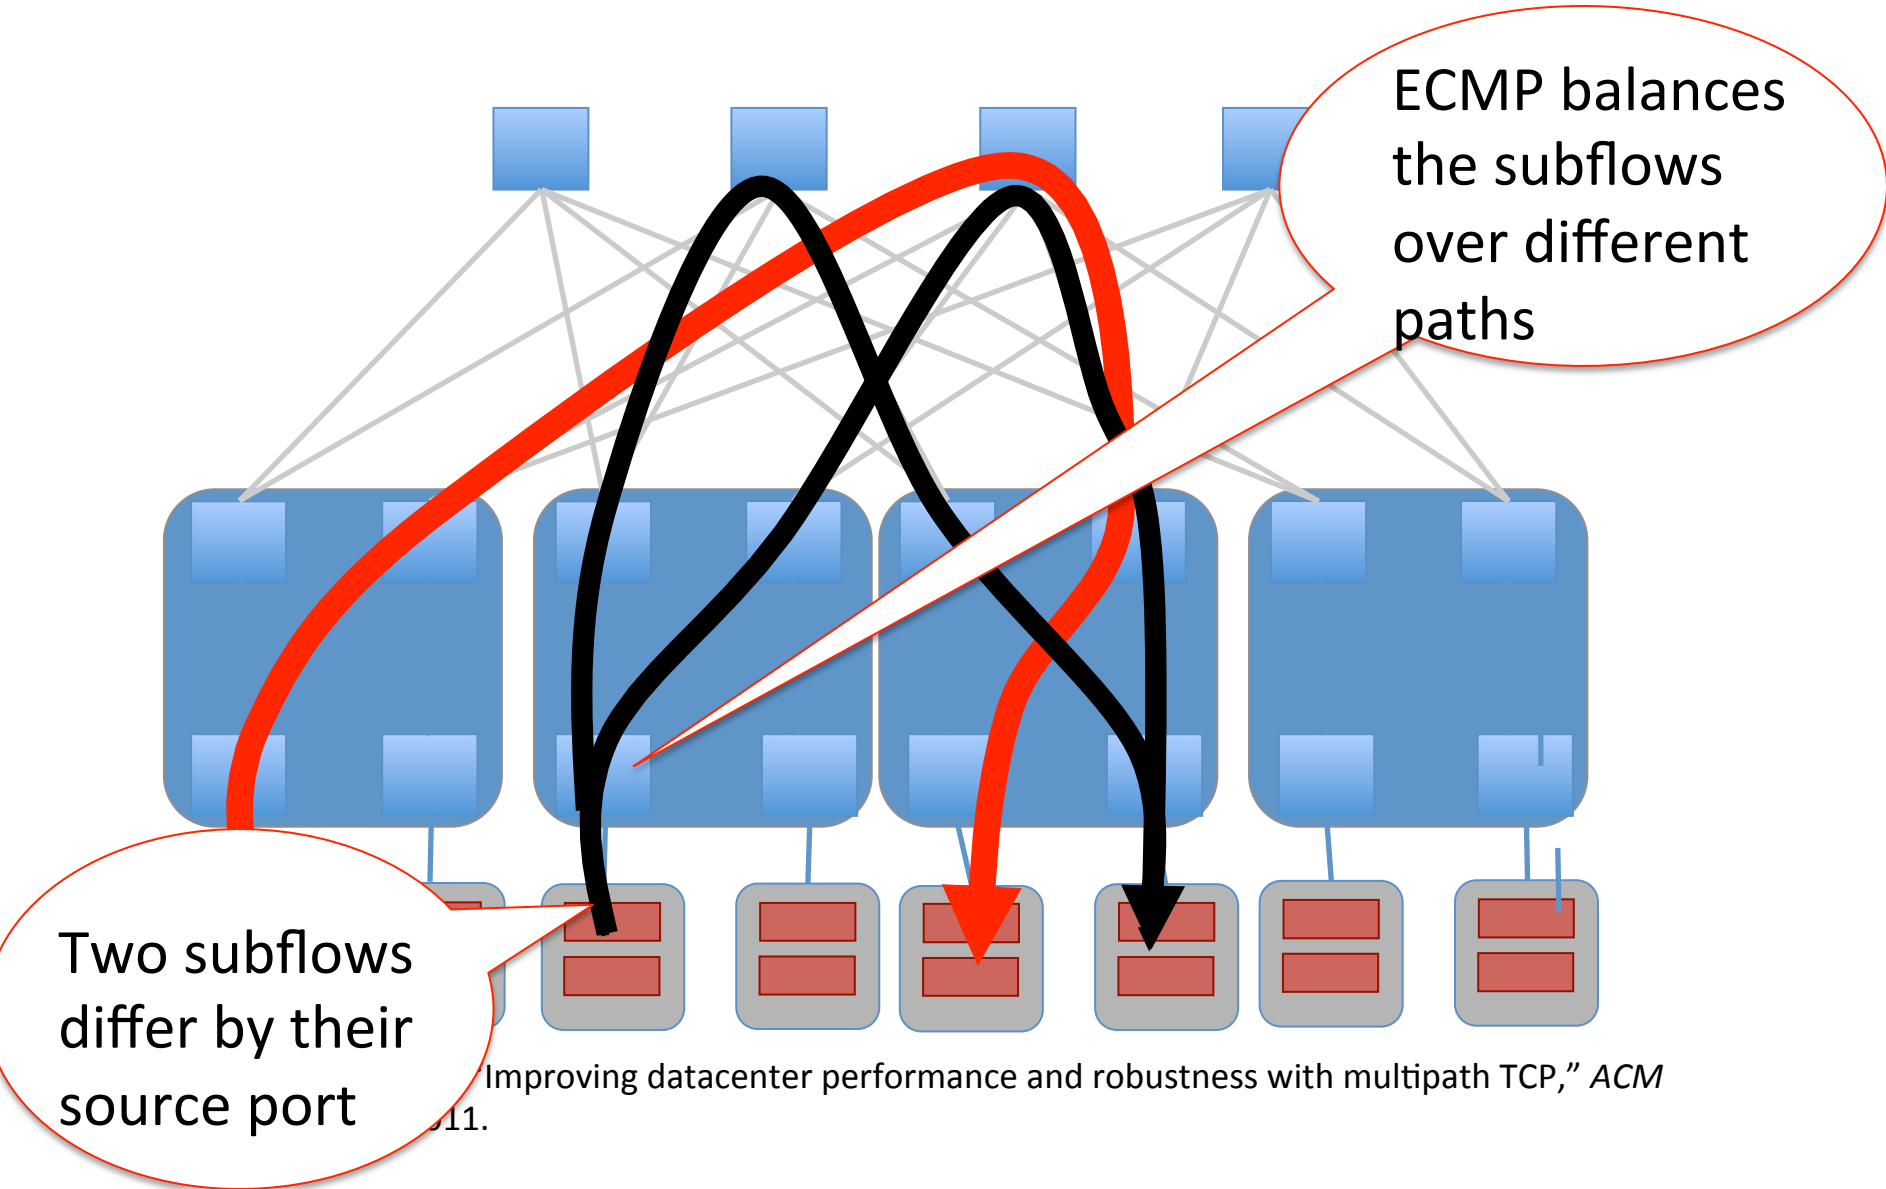 ECMP balances
the subflows
over different
paths
Two subflows
differ by their
source port
Improving datacenter performance and robustness with multipath TCP,” ACM
011.